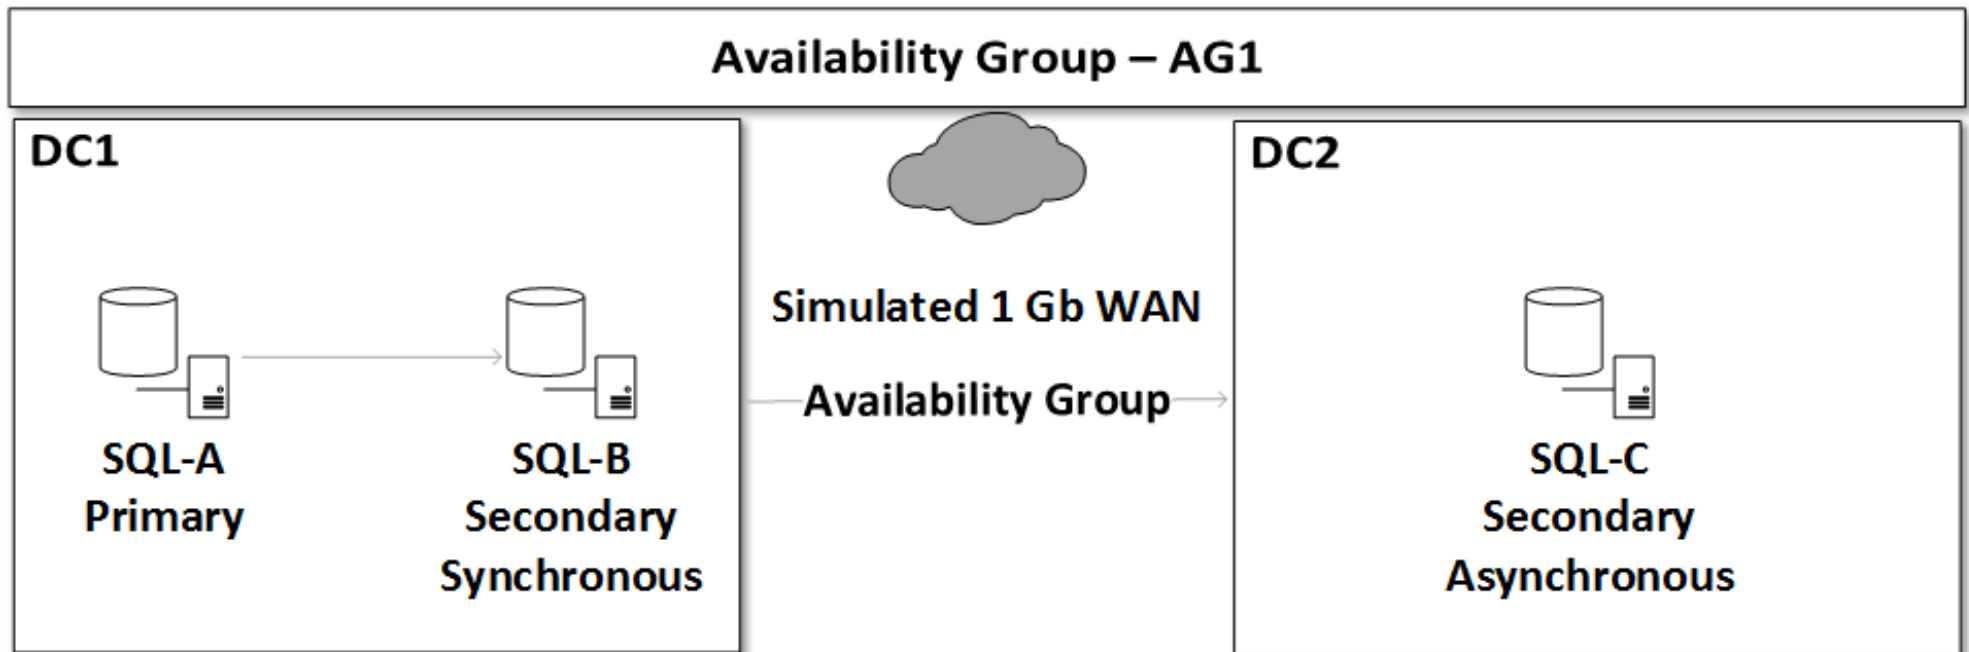 Availability Group – AG1
DC1
SQL-A
Primary
SQL-B
Secondary
Synchronous
Simulated 1 Gb WAN
Availability Group
DC2
SQL-C
Secondary
Asynchronous